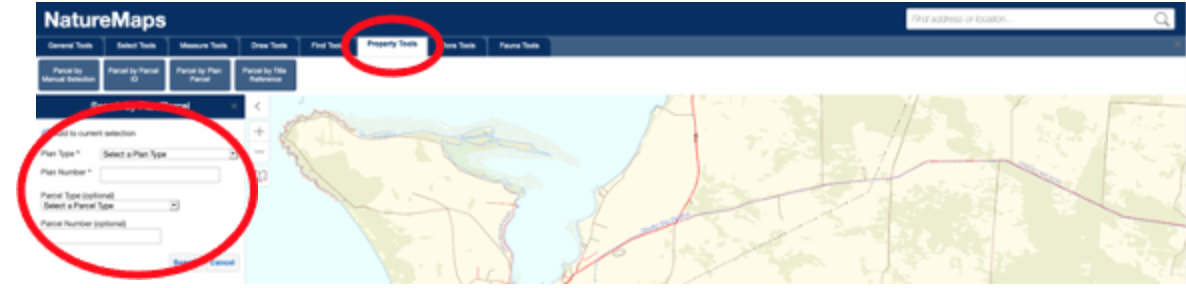 NatureMaps
Find address or location...
General Tools Select Tools Measure Tools Draw Tools Find Property Tools Tools Fauna Tools
Parcel by Manual Selection
Parcel by Parcel ID
Parcel by Plan Parcel
Parcel by Title Reference
to current selection
Plan Type * Select a Plan Type
Plan Number *
Parcel Type (optional)
Select a Parcel Type
Parcel Number (optional)
Cancel